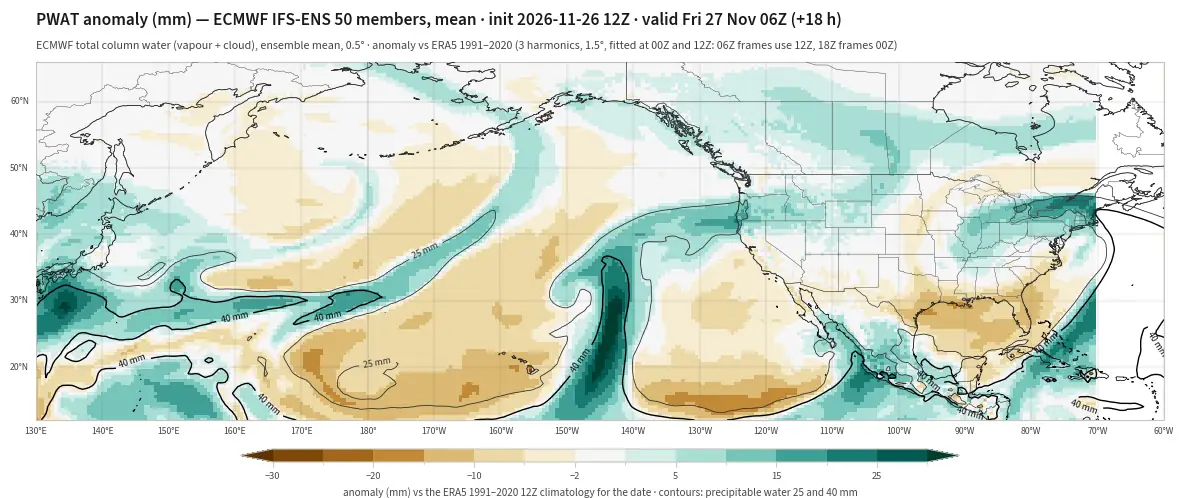 PWAT anomaly (mm) — ECMWF IFS-ENS 50 members, mean · init 2026-11-26 12Z · valid Fri 27 Nov 06Z (+18 h)
ECMWF total column water (vapour + cloud), ensemble mean, 0.5° · anomaly vs ERA5 1991–2020 (3 harmonics, 1.5°, fitted at 00Z and 12Z: 06Z frames use 12Z, 18Z frames 00Z)
60°N
50°N
40°N
30°N
20°N
25 mm
40 mm
40 mm
40 mm
25 mm
40 mm
40 mm
40 mm
40 mm
40 mm
40 mm
40 mm
130°E 140°E 150°E 160°E 170°E 180° 170°W 160°W 150°W 140°W 130°W 120°W 110°W 100°W 90°W 80°W 70°W 60°W
−30 −20 −10 −2 5 15 25
anomaly (mm) vs the ERA5 1991–2020 12Z climatology for the date · contours: precipitable water 25 and 40 mm